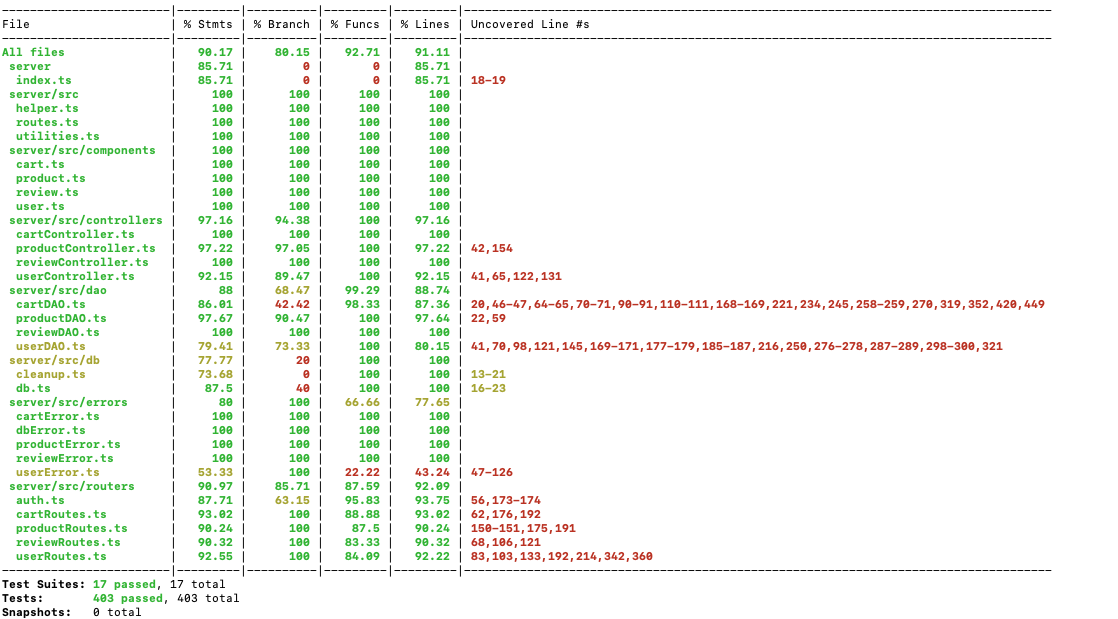 File | % Stmts | % Branch | % Funcs | % Lines | Uncovered Line #s
All files | 90.17 | 80.15 | 92.71 | 91.11 |
server | 85.71 | 0 | 0 | 85.71 |
index.ts | 85.71 | 0 | 0 | 85.71 | 18-19
server/src | 100 | 100 | 100 | 100 |
helper.ts | 100 | 100 | 100 | 100 |
routes.ts | 100 | 100 | 100 | 100 |
utilities.ts | 100 | 100 | 100 | 100 |
server/src/components | 100 | 100 | 100 | 100 |
cart.ts | 100 | 100 | 100 | 100 |
product.ts | 100 | 100 | 100 | 100 |
review.ts | 100 | 100 | 100 | 100 |
user.ts | 100 | 100 | 100 | 100 |
server/src/controllers | 97.16 | 94.38 | 100 | 97.16 |
cartController.ts | 100 | 100 | 100 | 100 |
productController.ts | 97.22 | 97.05 | 100 | 97.22 | 42,154
reviewController.ts | 100 | 100 | 100 | 100 |
userController.ts | 92.15 | 89.47 | 100 | 92.15 | 41,65,122,131
server/src/dao | 88 | 68.47 | 99.29 | 88.74 |
cartDAO.ts | 86.01 | 42.42 | 98.33 | 87.36 | 20,46-47,64-65,70-71,90-91,110-111,168-169,221,234,245,258-259,270,319,352,420,449
productDAO.ts | 97.67 | 90.47 | 100 | 97.64 | 22,59
reviewDAO.ts | 100 | 100 | 100 | 100 |
userDAO.ts | 79.41 | 73.33 | 100 | 80.15 | 41,70,98,121,145,169-171,177-179,185-187,216,250,276-278,287-289,298-300,321
server/src/db | 77.77 | 20 | 100 | 100 |
cleanup.ts | 73.68 | 0 | 100 | 100 | 13-21
db.ts | 87.5 | 40 | 100 | 100 | 16-23
server/src/errors | 80 | 100 | 66.66 | 77.65 |
cartError.ts | 100 | 100 | 100 | 100 |
dbError.ts | 100 | 100 | 100 | 100 |
productError.ts | 100 | 100 | 100 | 100 |
reviewError.ts | 100 | 100 | 100 | 100 |
userError.ts | 53.33 | 100 | 22.22 | 43.24 | 47-126
server/src/routers | 90.97 | 85.71 | 87.59 | 92.09 |
auth.ts | 87.71 | 63.15 | 95.83 | 93.75 | 56,173-174
cartRoutes.ts | 93.02 | 100 | 88.88 | 93.02 | 62,176,192
productRoutes.ts | 90.24 | 100 | 87.5 | 90.24 | 150-151,175,191
reviewRoutes.ts | 90.32 | 100 | 83.33 | 90.32 | 68,106,121
userRoutes.ts | 92.55 | 100 | 84.09 | 92.22 | 83,103,133,192,214,342,360
Test Suites: 17 passed, 17 total
Tests: 403 passed, 403 total
Snapshots: 0 total